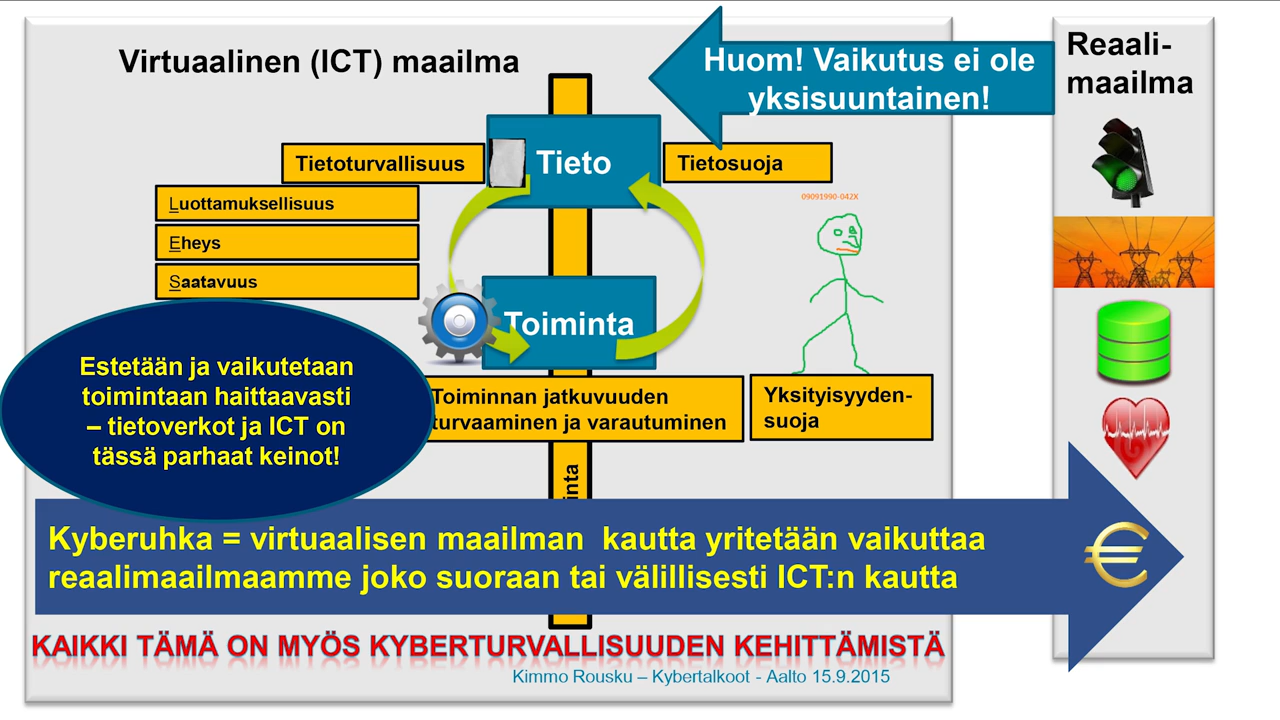 Virtuaalinen (ICT) maailma
Huom! Vaikutus ei ole
yksisuuntainen!
Reaali-
maailma
Tietoturvallisuus
Tieto
Tietosuoja
Luottamuksellisuus
Eheys
Saatavuus
09091990-042X
Toiminta
Estetään ja vaikutetaan
toimintaan haittaavasti
– tietoverkot ja ICT on
tässä parhaat keinot!
Toiminnan jatkuvuuden
turvaaminen ja varautuminen
Yksityisyyden-
suoja
Kyberuhka = virtuaalisen maailman kautta yritetään vaikuttaa
reaalimaailmaamme joko suoraan tai välillisesti ICT:n kautta
€
KAIKKI TÄMÄ ON MYÖS KYBERTURVALLISUUDEN KEHITTÄMISTÄ
Kimmo Rousku – Kybertalkoot - Aalto 15.9.2015